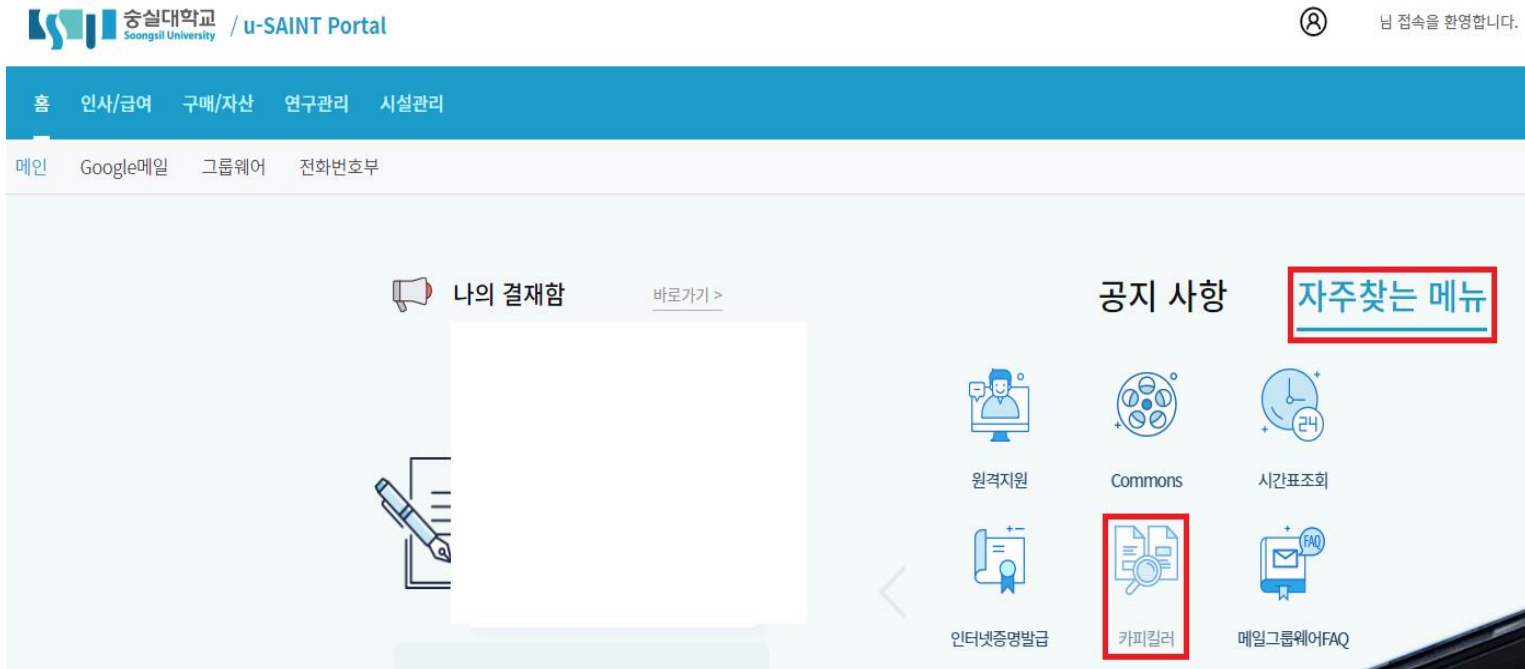 숭실대학교
Soongsil University
/ u-SAINT Portal
님 접속을 환영합니다.
홈 인사/급여 구매/자산 연구관리 시설관리
메인 Google메일 그룹웨어 전화번호부
나의 결재함 바로가기 >
공지 사항 자주찾는 메뉴
24
원격지원 Commons 시간표조회
FAQ
인터넷증명발급 카피킬러 메일그룹웨어FAQ